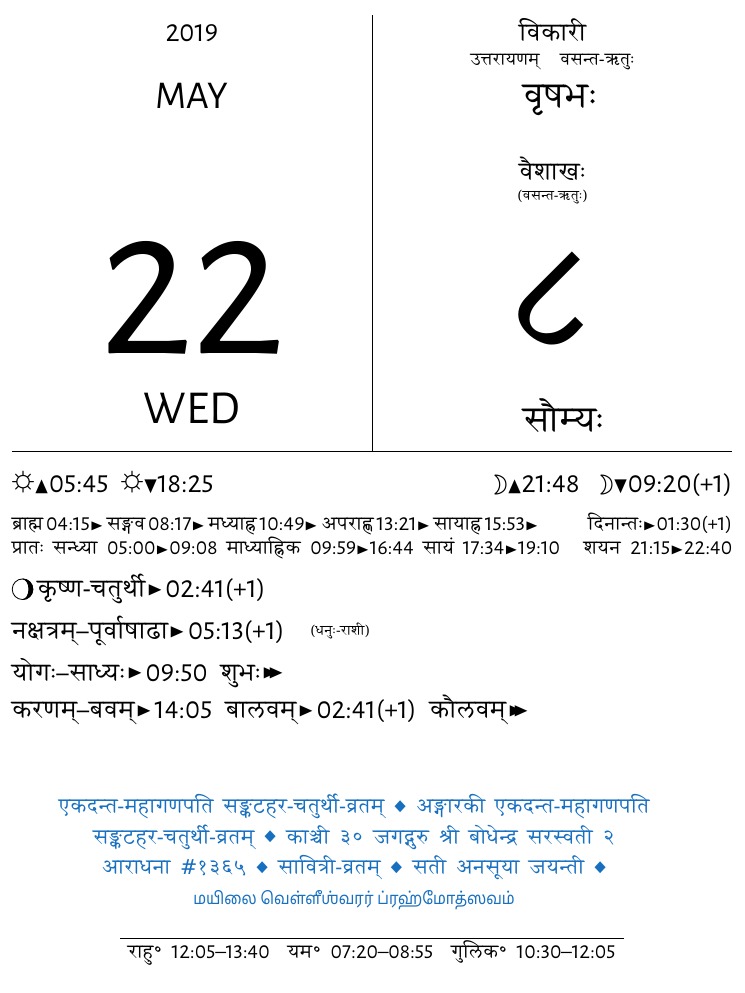 2019
MAY
22
WED
विकारी
उत्तरायणम् वसन्त-ऋतुः
वृषभः
वैशाखः
(वसन्त-ऋतुः)
८
सौम्यः
☼▲05:45 ☼▼18:25 ☽▲21:48 ☽▼09:20(+1)
ब्राह्म 04:15► सङ्गव 08:17► मध्याह्न 10:49► अपराह्ण 13:21► सायाह्न 15:53► दिनान्तः►01:30(+1)
प्रातः सन्ध्या 05:00►09:08 माध्याह्निक 09:59►16:44 सायं 17:34►19:10 शयन 21:15►22:40
कृष्ण-चतुर्थी►02:41(+1)
नक्षत्रम्–पूर्वाषाढा►05:13(+1) (धनुः-राशी)
योगः–साध्यः►09:50 शुभः►►
करणम्–बवम्►14:05 बालवम्►02:41(+1) कौलवम्►►
एकदन्त-महागणपति सङ्कटहर-चतुर्थी-व्रतम् ◆ अङ्गारकी एकदन्त-महागणपति
सङ्कटहर-चतुर्थी-व्रतम् ◆ काञ्ची ३० जगद्गुरु श्री बोधेन्द्र सरस्वती २
आराधना #१३६५ ◆ सावित्री-व्रतम् ◆ सती अनसूया जयन्ती ◆
மயிலை வெள்ளீஶ்வரர் ப்ரஹ்மோத்ஸவம்
राहु° 12:05–13:40 यम° 07:20–08:55 गुलिक° 10:30–12:05